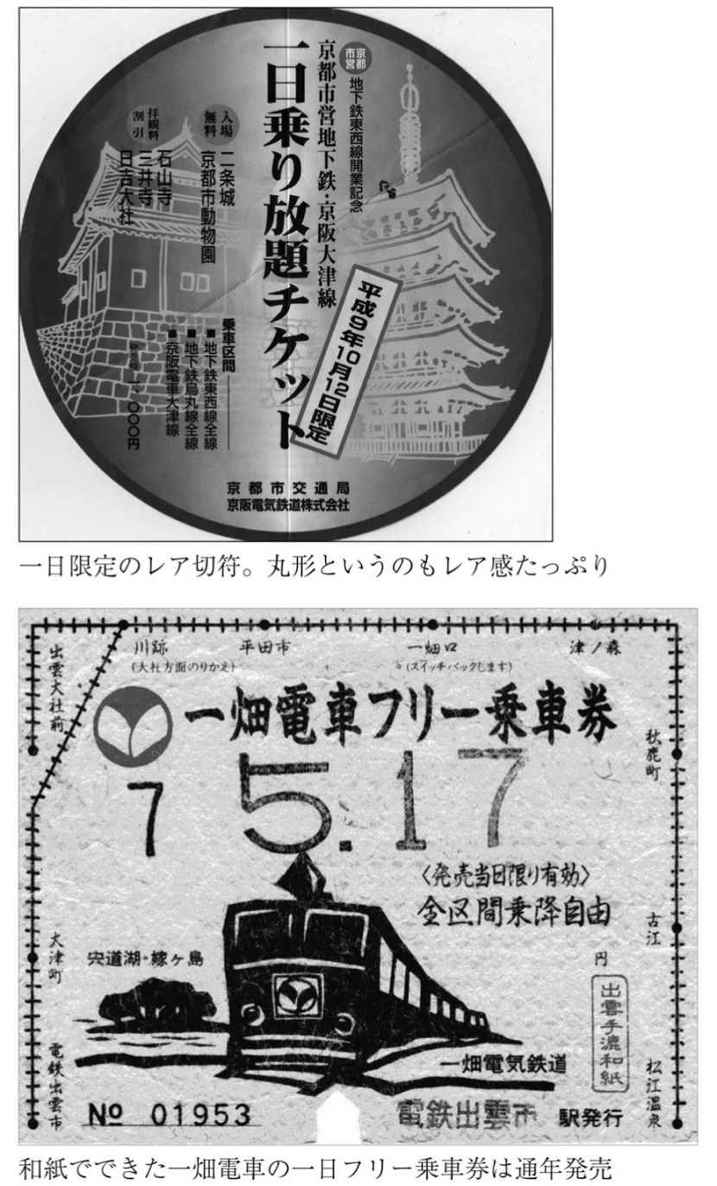 京都市営
地下鉄東西線開業記念
京都市営地下鉄・京阪大津線
一日乗り放題チケット
平成9年10月12日限定
入場無料
二条城
京都市動物園
拝観料割引
石山寺
三井寺
日吉大社
乗車区間
■地下鉄東西線全線
■地下鉄烏丸線全線
■京阪電車大津線
一、〇〇〇円
京都市交通局
京阪電気鉄道株式会社
一日限定のレア切符。丸形というのもレア感たっぷり
川跡
(大社方面のりかえ)
平田市
一畑口
(スイッチバックします)
津ノ森
出雲大社前
一畑電車フリー乗車券
秋鹿町
7 5.17
〈発売当日限り有効〉
全区間乗降自由
古江
円
大津町
宍道湖・嫁ヶ島
出雲手漉和紙
一畑電気鉄道
松江温泉
電鉄出雲市
№ 01953
電鉄出雲市 駅発行
和紙でできた一畑電車の一日フリー乗車券は通年発売